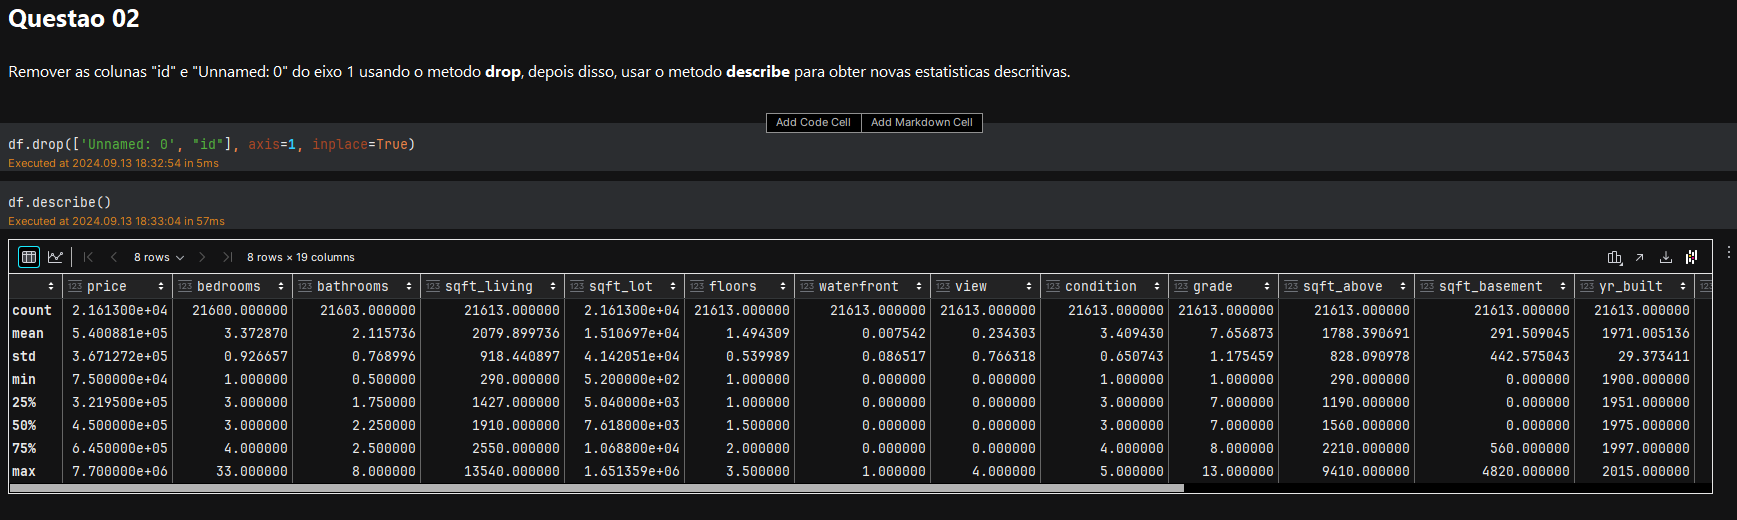 Questao 02
Remover as colunas "id" e "Unnamed: 0" do eixo 1 usando o metodo drop, depois disso, usar o metodo describe para obter novas estatisticas descritivas.
Add Code Cell Add Markdown Cell
df.drop(['Unnamed: 0', "id"], axis=1, inplace=True)
Executed at 2024.09.13 18:32:54 in 5ms
df.describe()
Executed at 2024.09.13 18:33:04 in 57ms
8 rows 8 rows × 19 columns
123 price 123 bedrooms 123 bathrooms 123 sqft_living 123 sqft_lot 123 floors 123 waterfront 123 view 123 condition 123 grade 123 sqft_above 123 sqft_basement 123 yr_built 123
count 2.161300e+04 21600.000000 21603.000000 21613.000000 2.161300e+04 21613.000000 21613.000000 21613.000000 21613.000000 21613.000000 21613.000000 21613.000000 21613.000000
mean 5.400881e+05 3.372870 2.115736 2079.899736 1.510697e+04 1.494309 0.007542 0.234303 3.409430 7.656873 1788.390691 291.509045 1971.005136
std 3.671272e+05 0.926657 0.768996 918.440897 4.142051e+04 0.539989 0.086517 0.766318 0.650743 1.175459 828.090978 442.575043 29.373411
min 7.500000e+04 1.000000 0.500000 290.000000 5.200000e+02 1.000000 0.000000 0.000000 1.000000 1.000000 290.000000 0.000000 1900.000000
25% 3.219500e+05 3.000000 1.750000 1427.000000 5.040000e+03 1.000000 0.000000 0.000000 3.000000 7.000000 1190.000000 0.000000 1951.000000
50% 4.500000e+05 3.000000 2.250000 1910.000000 7.618000e+03 1.500000 0.000000 0.000000 3.000000 7.000000 1560.000000 0.000000 1975.000000
75% 6.450000e+05 4.000000 2.500000 2550.000000 1.068800e+04 2.000000 0.000000 0.000000 4.000000 8.000000 2210.000000 560.000000 1997.000000
max 7.700000e+06 33.000000 8.000000 13540.000000 1.651359e+06 3.500000 1.000000 4.000000 5.000000 13.000000 9410.000000 4820.000000 2015.000000